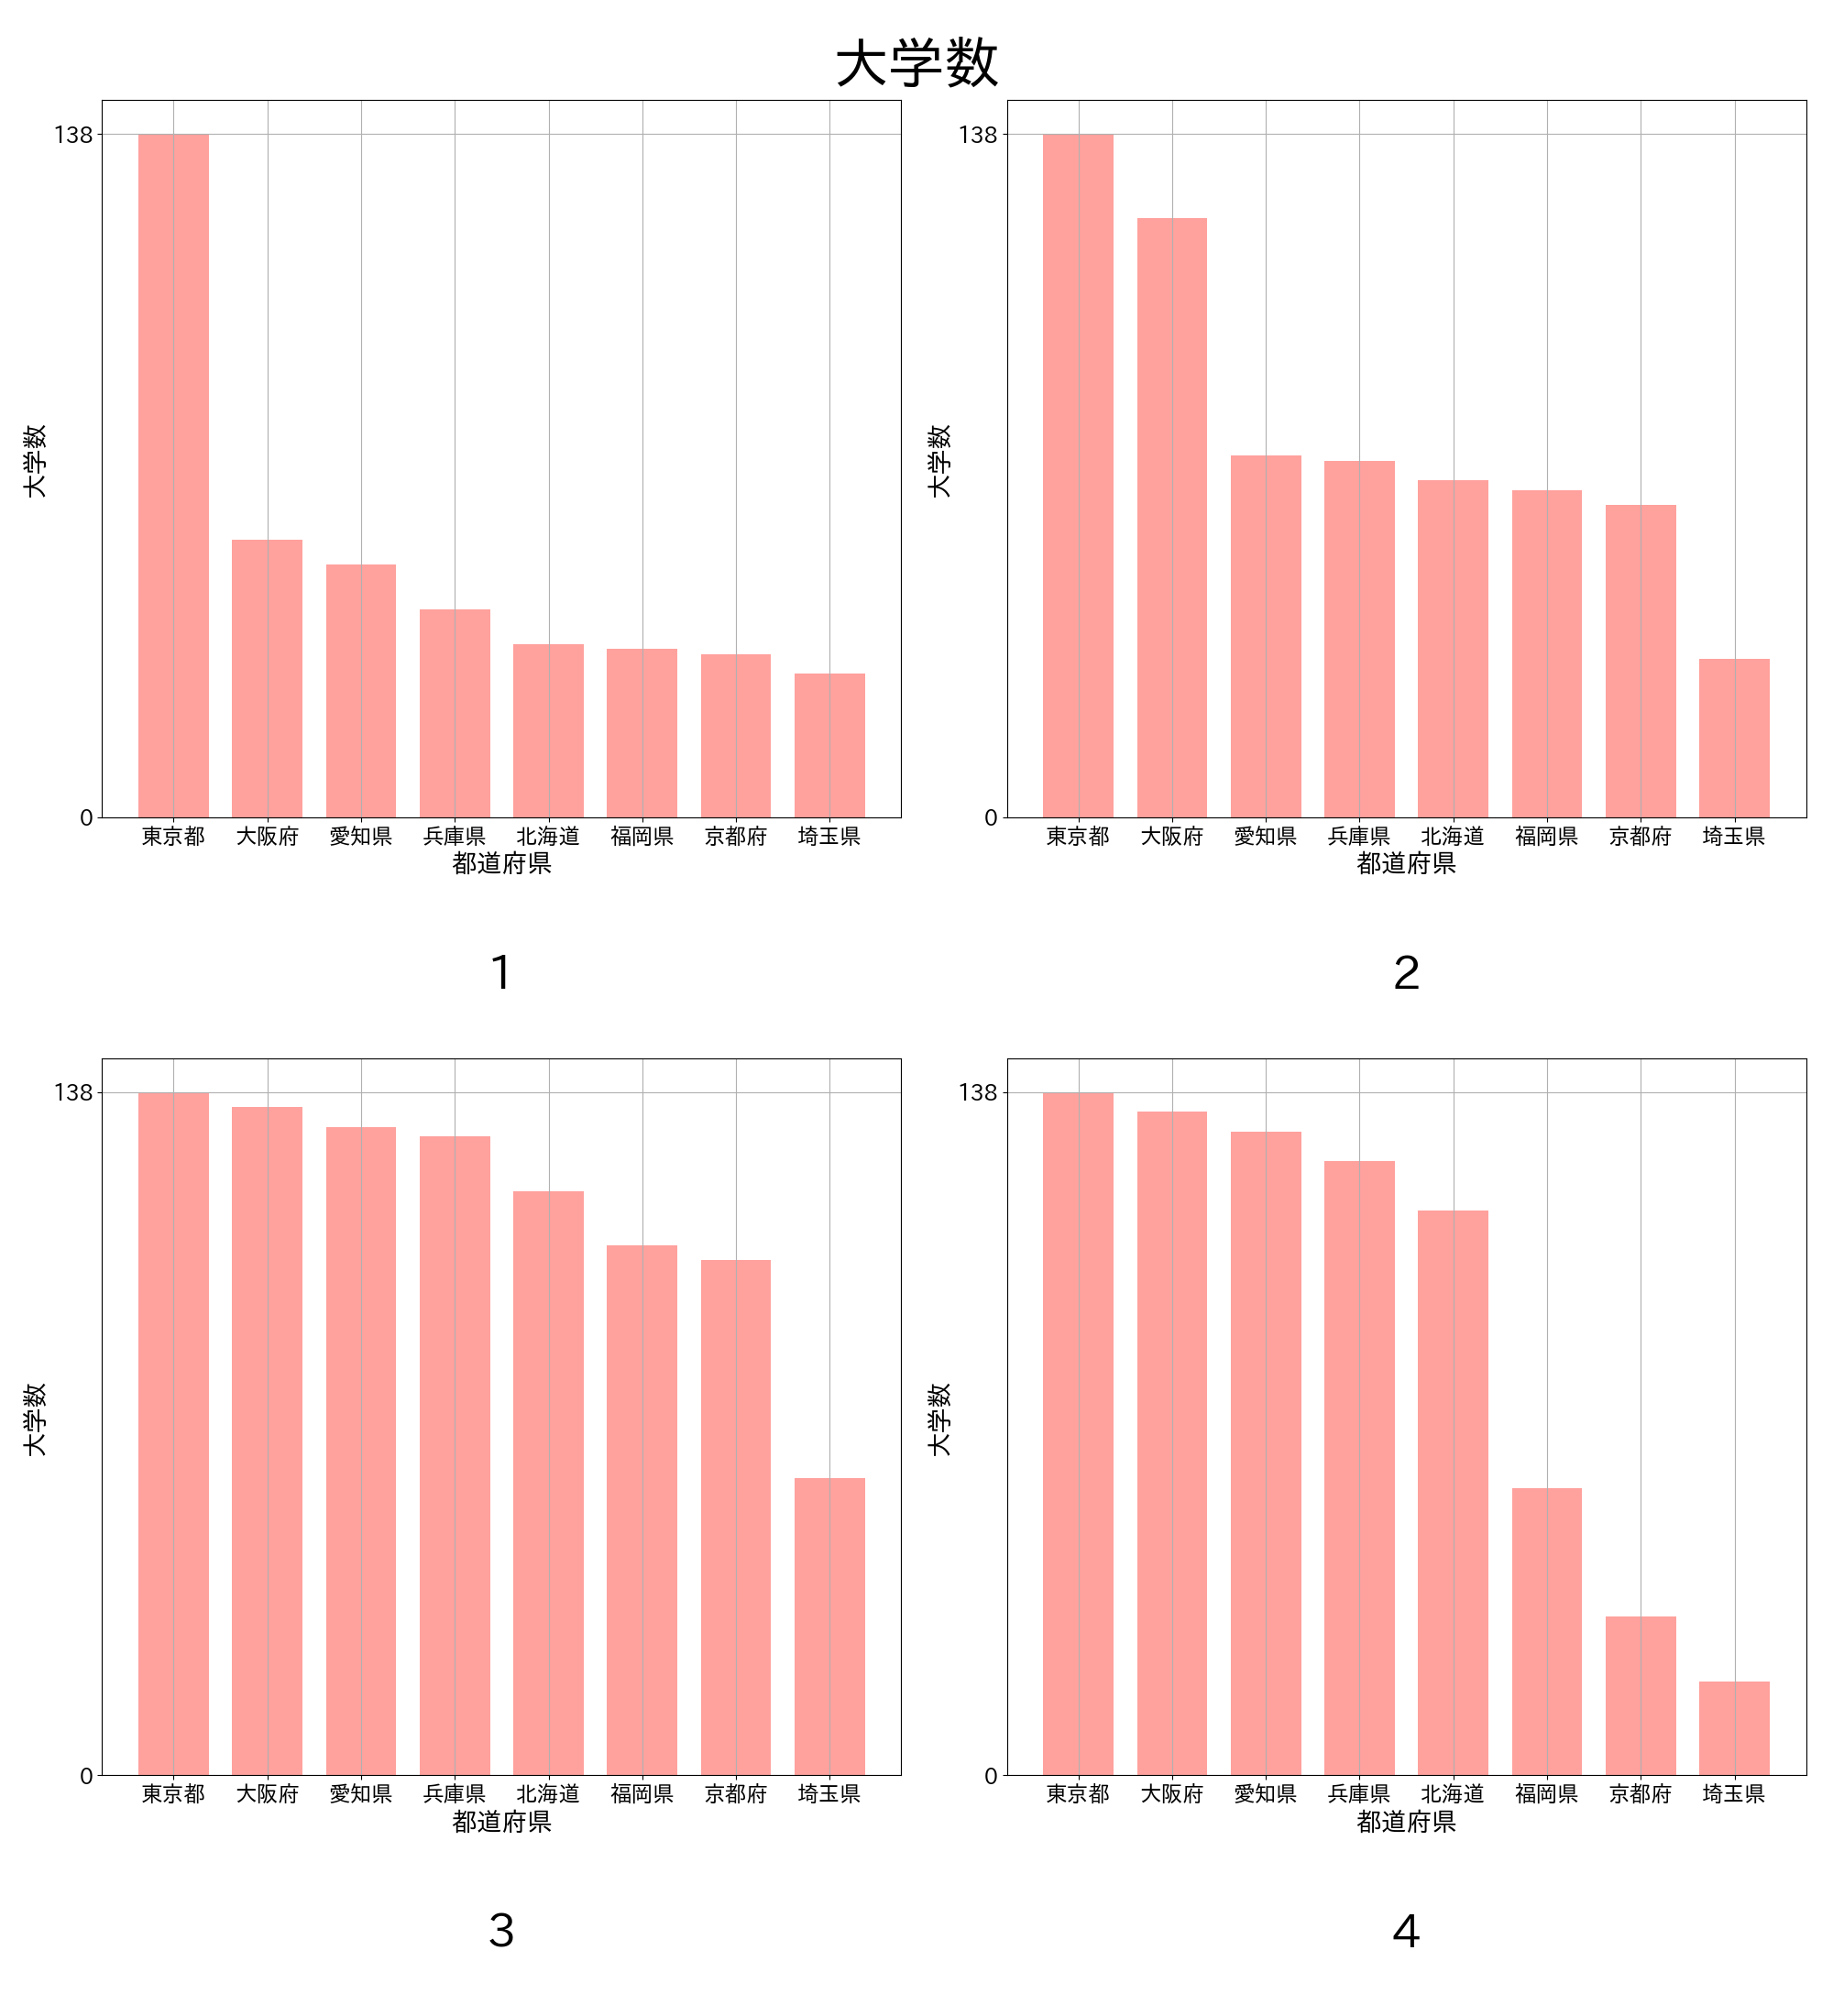 大学数
138
大学数
0
東京都 大阪府 愛知県 兵庫県 北海道 福岡県 京都府 埼玉県
都道府県
1
138
大学数
0
東京都 大阪府 愛知県 兵庫県 北海道 福岡県 京都府 埼玉県
都道府県
2
138
大学数
0
東京都 大阪府 愛知県 兵庫県 北海道 福岡県 京都府 埼玉県
都道府県
3
138
大学数
0
東京都 大阪府 愛知県 兵庫県 北海道 福岡県 京都府 埼玉県
都道府県
4